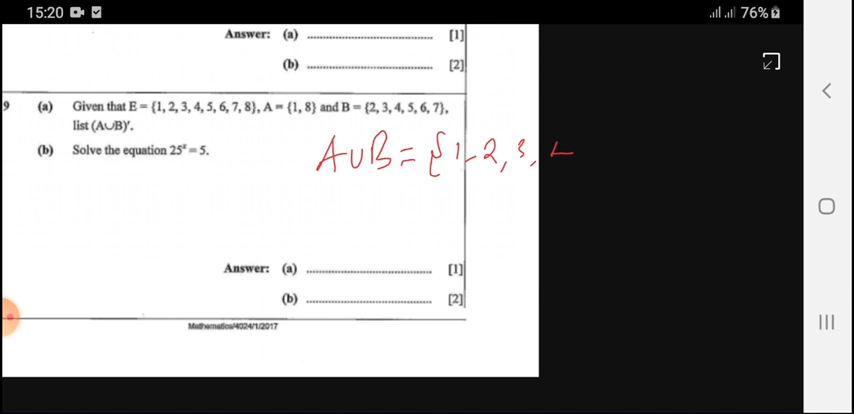 15:20 76%
Answer: (a) ........................................ [1]
(b) ........................................ [2]
9 (a) Given that E = {1, 2, 3, 4, 5, 6, 7, 8}, A = {1, 8} and B = {2, 3, 4, 5, 6, 7},
list (A∪B)'.
(b) Solve the equation 25ˣ = 5.
A∪B = {1, 2, 3,
Answer: (a) ........................................ [1]
(b) ........................................ [2]
Mathematics/4024/1/2017